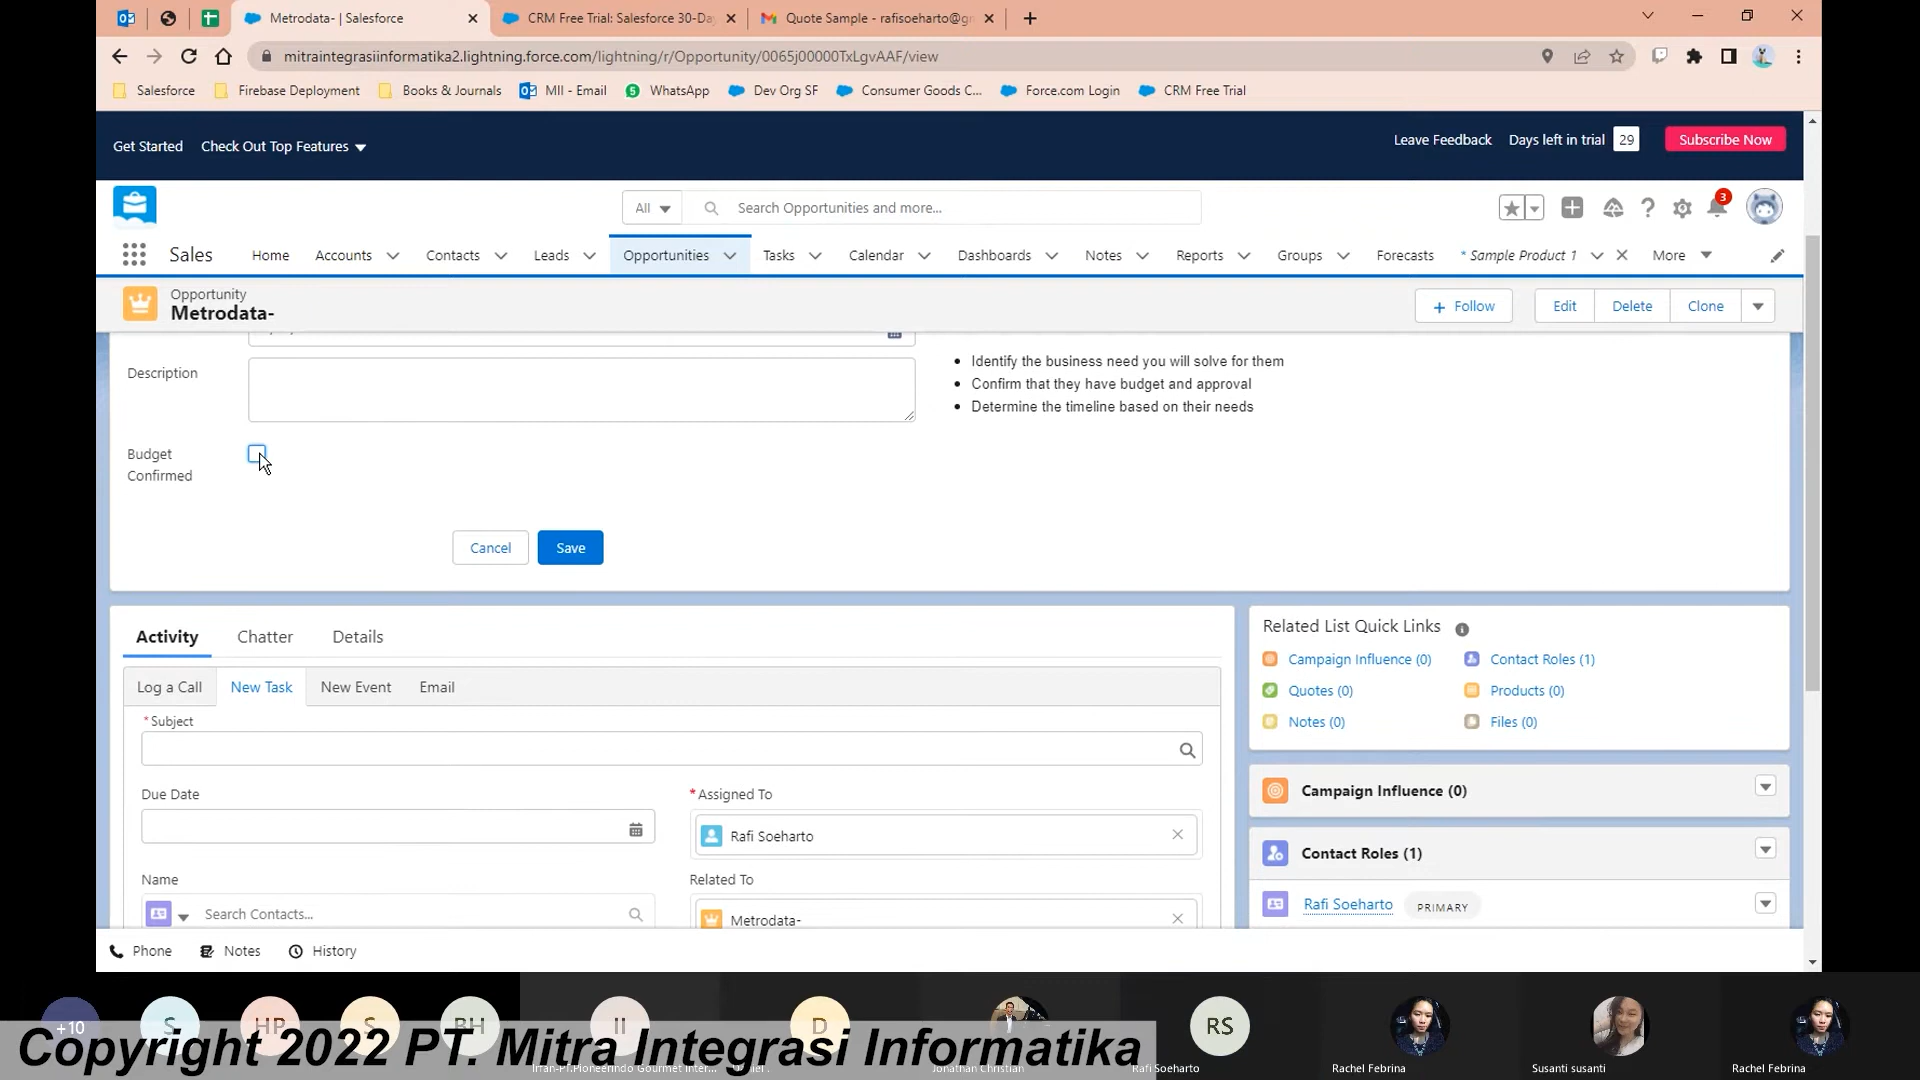 Metrodata- | Salesforce
CRM Free Trial: Salesforce 30-Da
Quote Sample - rafisoeharto@g
mitraintegrasiinformatika2.lightning.force.com/lightning/r/Opportunity/0065j00000TxLgvAAF/view
Salesforce
Firebase Deployment
Books & Journals
MII - Email
WhatsApp
Dev Org SF
Consumer Goods C...
Force.com Login
CRM Free Trial
Get Started
Check Out Top Features
Leave Feedback
Days left in trial
29
Subscribe Now
All
Search Opportunities and more...
3
Sales
Home
Accounts
Contacts
Leads
Opportunities
Tasks
Calendar
Dashboards
Notes
Reports
Groups
Forecasts
* Sample Product 1
More
Opportunity
Metrodata-
+ Follow
Edit
Delete
Clone
Description
• Identify the business need you will solve for them
• Confirm that they have budget and approval
• Determine the timeline based on their needs
Budget
Confirmed
Cancel
Save
Activity
Chatter
Details
Related List Quick Links
Campaign Influence (0)
Contact Roles (1)
Quotes (0)
Products (0)
Notes (0)
Files (0)
Log a Call
New Task
New Event
Email
* Subject
Due Date
* Assigned To
Rafi Soeharto
Name
Search Contacts...
Related To
Metrodata-
Campaign Influence (0)
Contact Roles (1)
Rafi Soeharto
PRIMARY
Phone
Notes
History
+10
S
HP
S
BH
II
D
RS
Copyright 2022 PT. Mitra Integrasi Informatika
Jonathan Christian
Rafi Soeharto
Rachel Febrina
Susanti susanti
Rachel Febrina